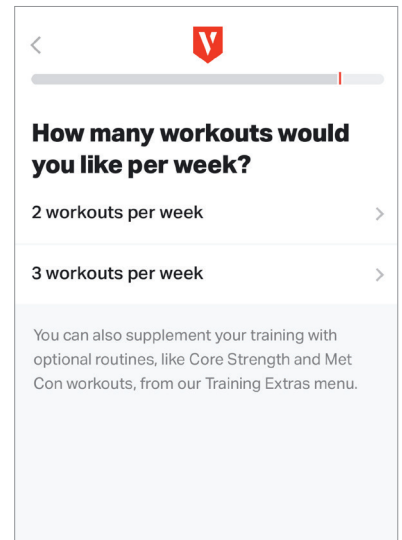 How many workouts would
you like per week?
2 workouts per week
3 workouts per week
You can also supplement your training with
optional routines, like Core Strength and Met
Con workouts, from our Training Extras menu.